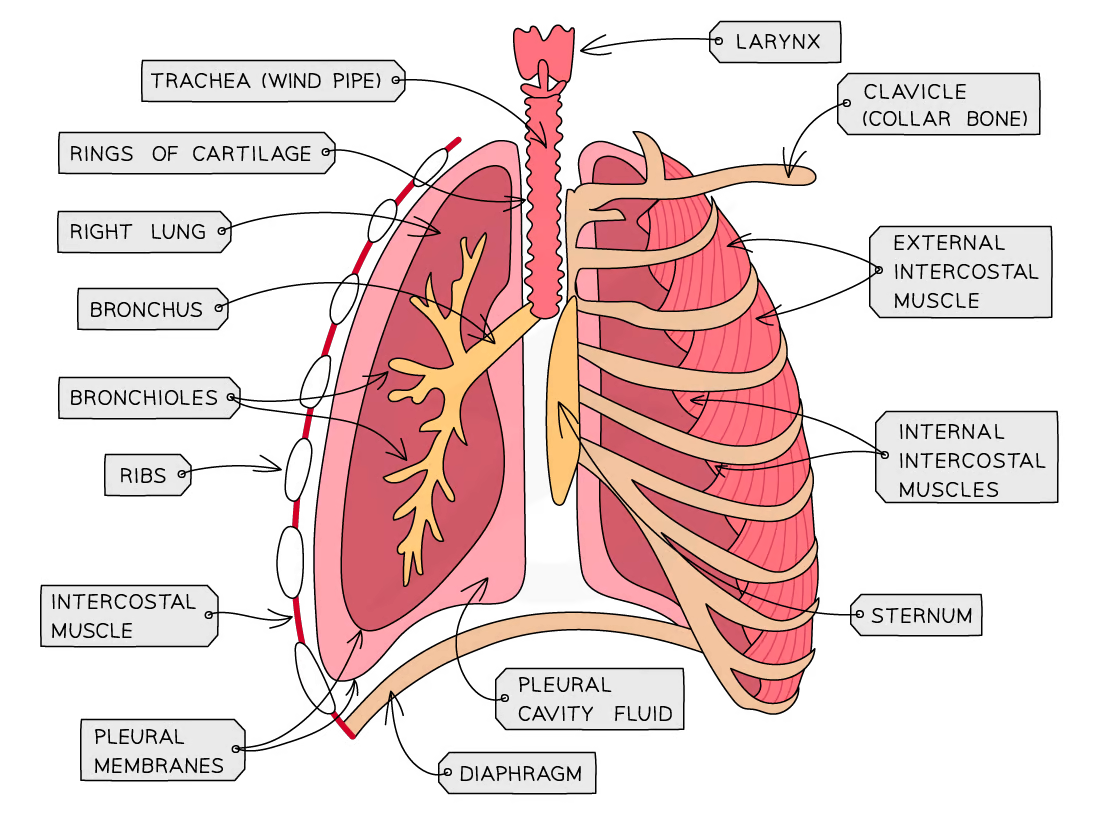 LARYNX
TRACHEA (WIND PIPE)
CLAVICLE
(COLLAR BONE)
RINGS OF CARTILAGE
RIGHT LUNG
EXTERNAL
INTERCOSTAL
MUSCLE
BRONCHUS
BRONCHIOLES
INTERNAL
INTERCOSTAL
MUSCLES
RIBS
INTERCOSTAL
MUSCLE
STERNUM
PLEURAL
CAVITY FLUID
PLEURAL
MEMBRANES
DIAPHRAGM